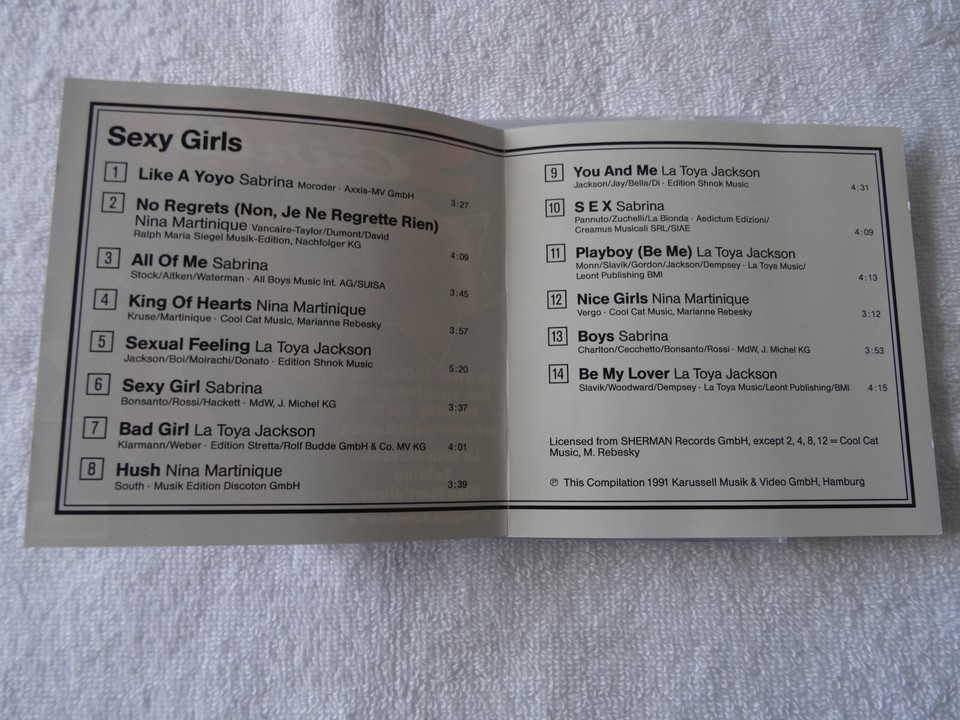 Sexy Girls
1 Like A Yoyo Sabrina Moroder · Axxis-MV GmbH 3:27
2 No Regrets (Non, Je Ne Regrette Rien)
Nina Martinique Vancaire-Taylor/Dumont/David
Ralph Maria Siegel Musik-Edition, Nachfolger KG 4:09
3 All Of Me Sabrina
Stock/Aitken/Waterman · All Boys Music Int. AG/SUISA 3:45
4 King Of Hearts Nina Martinique
Kruse/Martinique · Cool Cat Music, Marianne Rebesky 3:57
5 Sexual Feeling La Toya Jackson
Jackson/Boi/Moirachi/Donato · Edition Shnok Music 5:20
6 Sexy Girl Sabrina
Bonsanto/Rossi/Hackett · MdW, J. Michel KG 3:37
7 Bad Girl La Toya Jackson
Klarmann/Weber · Edition Stretta/Rolf Budde GmbH & Co. MV KG 4:01
8 Hush Nina Martinique
South · Musik Edition Discoton GmbH 3:39
9 You And Me La Toya Jackson
Jackson/Jay/Bella/Di · Edition Shnok Music 4:31
10 S E X Sabrina
Pannuto/Zuchelli/La Bionda · Aedictum Edizioni/
Creamus Musicali SRL/SIAE 4:09
11 Playboy (Be Me) La Toya Jackson
Monn/Slavik/Gordon/Jackson/Dempsey · La Toya Music/
Leont Publishing BMI 4:13
12 Nice Girls Nina Martinique
Vergo · Cool Cat Music, Marianne Rebesky 3:12
13 Boys Sabrina
Charlton/Cecchetto/Bonsanto/Rossi · MdW, J. Michel KG 3:53
14 Be My Lover La Toya Jackson
Slavik/Woodward/Dempsey · La Toya Music/Leont Publishing/BMI 4:15
Licensed from SHERMAN Records GmbH, except 2, 4, 8, 12 = Cool Cat
Music, M. Rebesky
℗ This Compilation 1991 Karussell Musik & Video GmbH, Hamburg